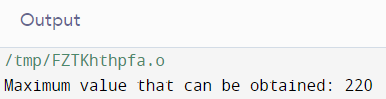 Output
/tmp/FZTKhthpfa.o
Maximum value that can be obtained: 220